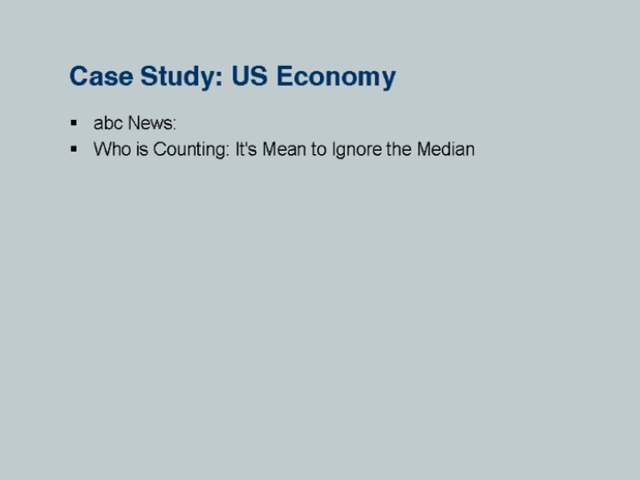 Case Study: US Economy
▪ abc News:
▪ Who is Counting: It's Mean to Ignore the Median